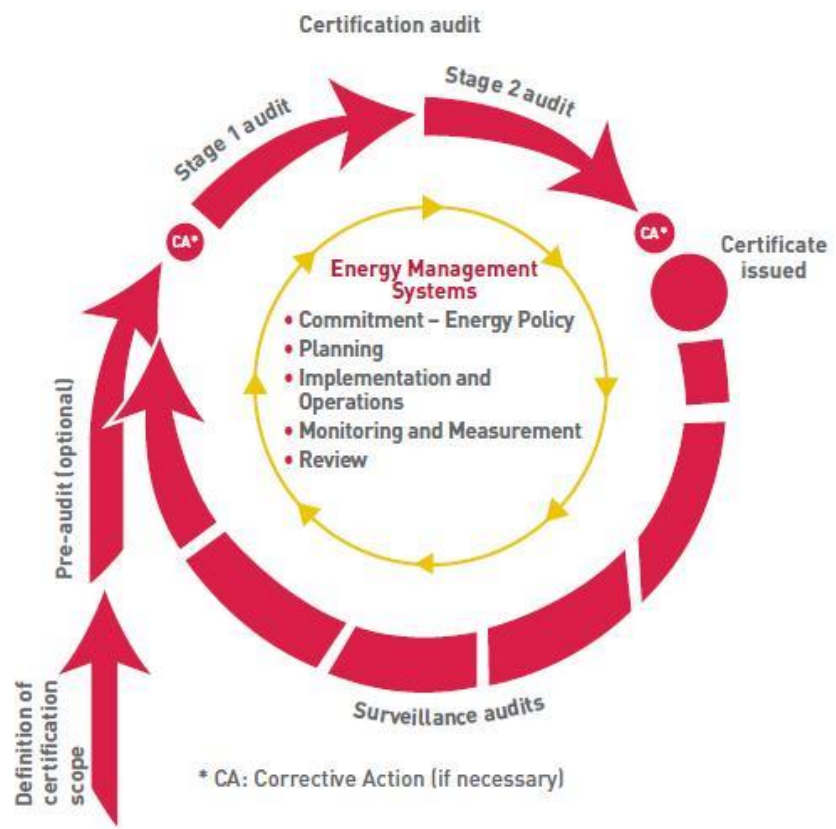 Certification audit
Stage 1 audit
Stage 2 audit
CA*
CA*
Certificate
issued
Energy Management
Systems
• Commitment – Energy Policy
• Planning
• Implementation and
Operations
• Monitoring and Measurement
• Review
Pre-audit (optional)
Definition of
certification
scope
Surveillance audits
* CA: Corrective Action (if necessary)